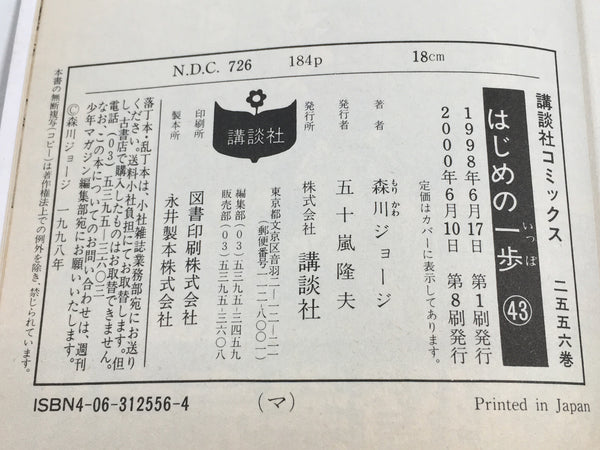 N.D.C. 726 184p 18cm
講談社コミックス 二五五六巻
はじめの一歩 ㊸
いっぽ
1998年6月17日 第1刷発行
2000年6月10日 第8刷発行
定価はカバーに表示してあります。
著者 森川ジョージ
もりかわ
発行者 五十嵐隆夫
発行所 株式会社 講談社
東京都文京区音羽二―一二―二一
(郵便番号一一二―八〇〇一)
編集部(03)五三九五―三四五九
販売部(03)五三九五―三六〇八
講談社
印刷所 図書印刷株式会社
製本所 永井製本株式会社
落丁本・乱丁本は、小社雑誌業務部宛にお送り
ください。送料小社負担にてお取替します。但
し、古書店で購入したものはお取替できません。
電話(03)五三九五―三六〇三
なお、この本についてのお問い合わせは、週刊
少年マガジン編集部宛にお願いいたします。
©森川ジョージ 一九九八年
本書の無断複写(コピー)は著作権法上での例外を除き、禁じられています。
ISBN4-06-312556-4 (マ) Printed in Japan